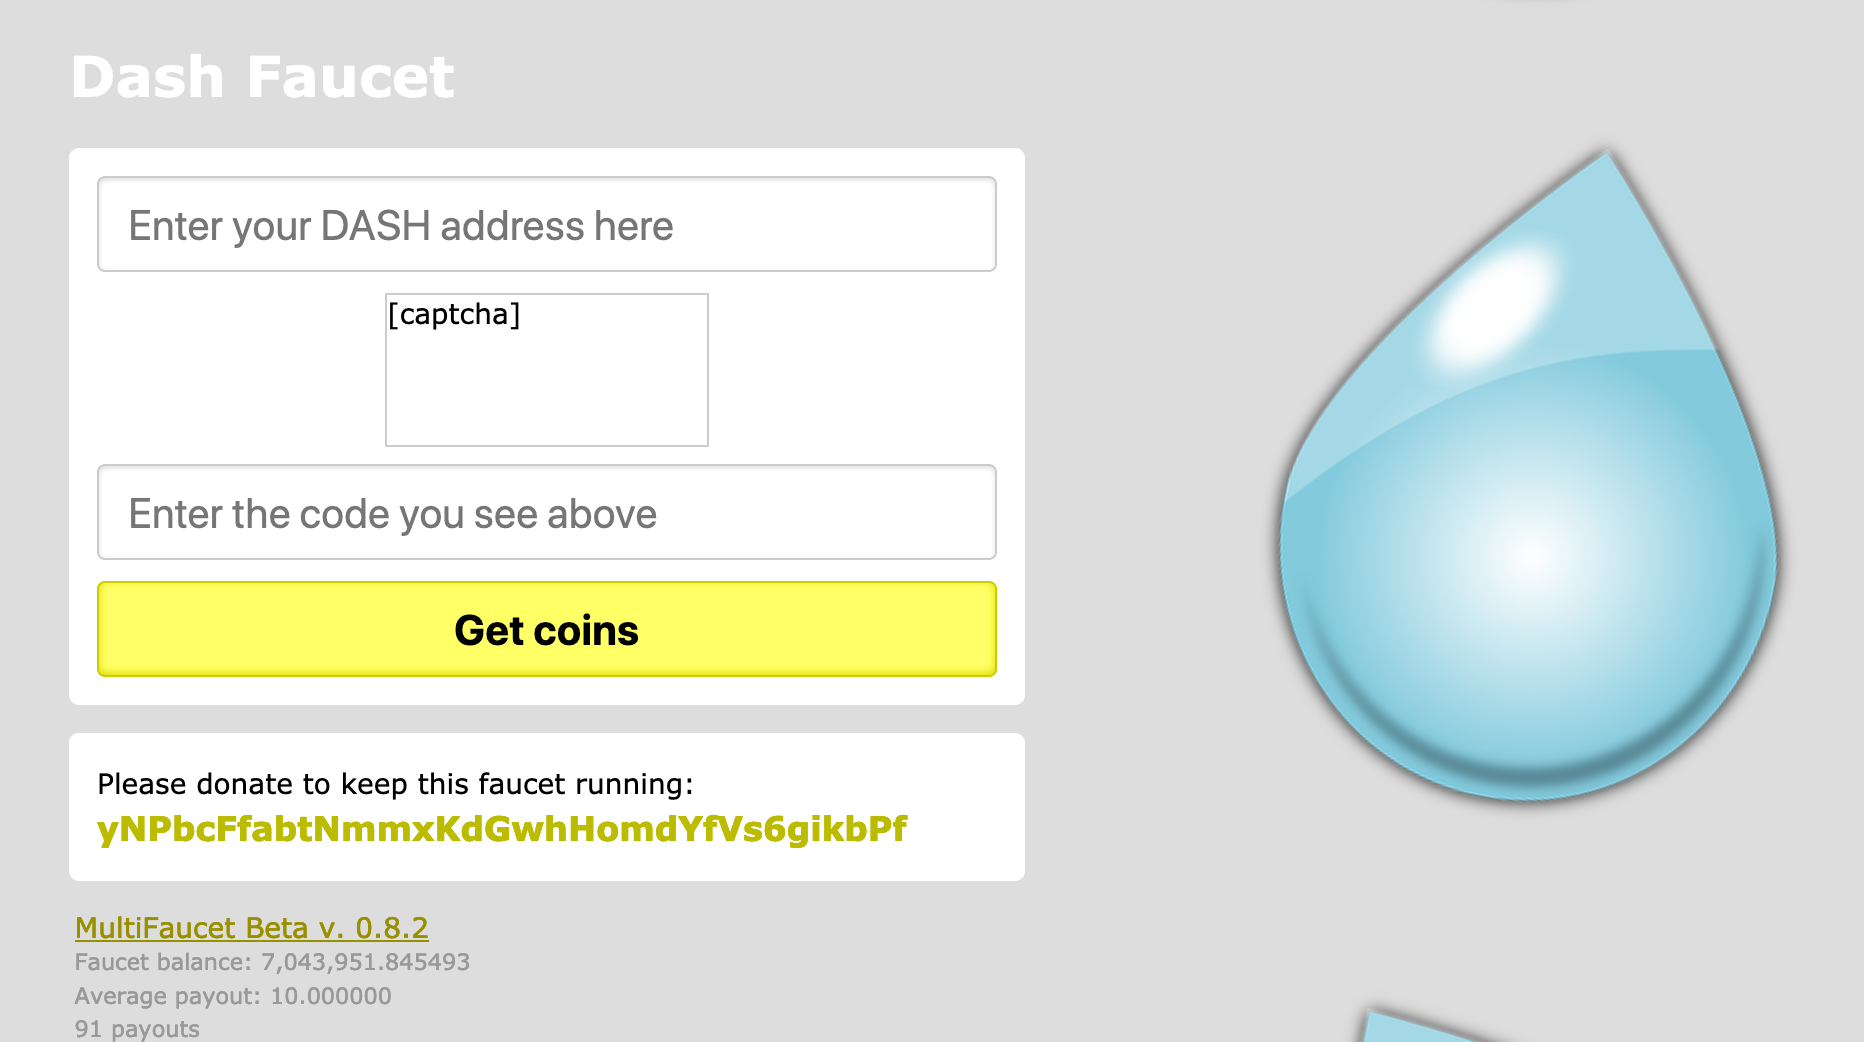 Dash Faucet
Enter your DASH address here
[captcha]
Enter the code you see above
Get coins
Please donate to keep this faucet running:
yNPbcFfabtNmmxKdGwhHomdYfVs6gikbPf
MultiFaucet Beta v. 0.8.2
Faucet balance: 7,043,951.845493
Average payout: 10.000000
91 payouts